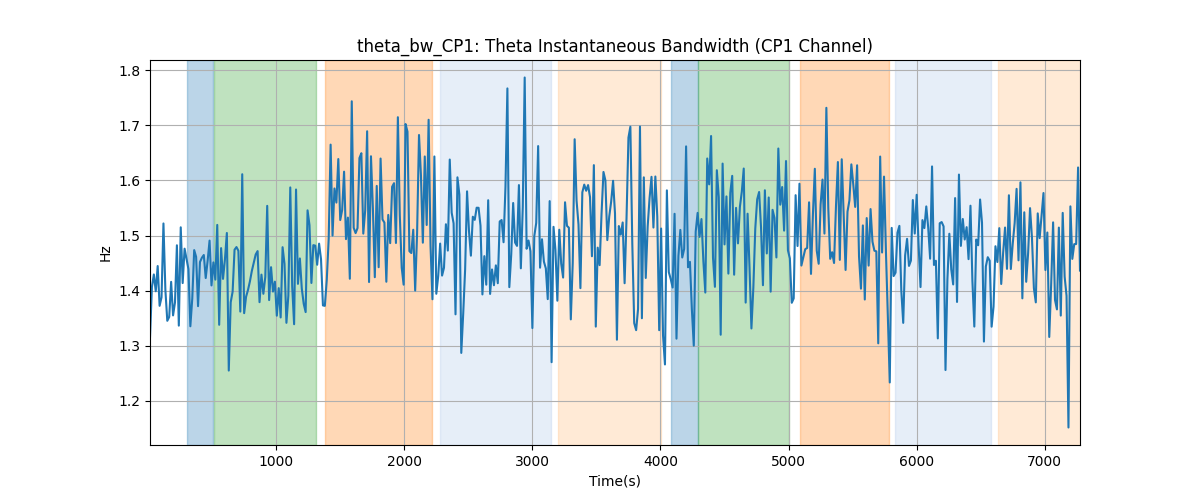 theta_bw_CP1: Theta Instantaneous Bandwidth (CP1 Channel)
1.8
1.7
1.6
1.5
1.4
1.3
1.2
Hz
1000 2000 3000 4000 5000 6000 7000
Time(s)